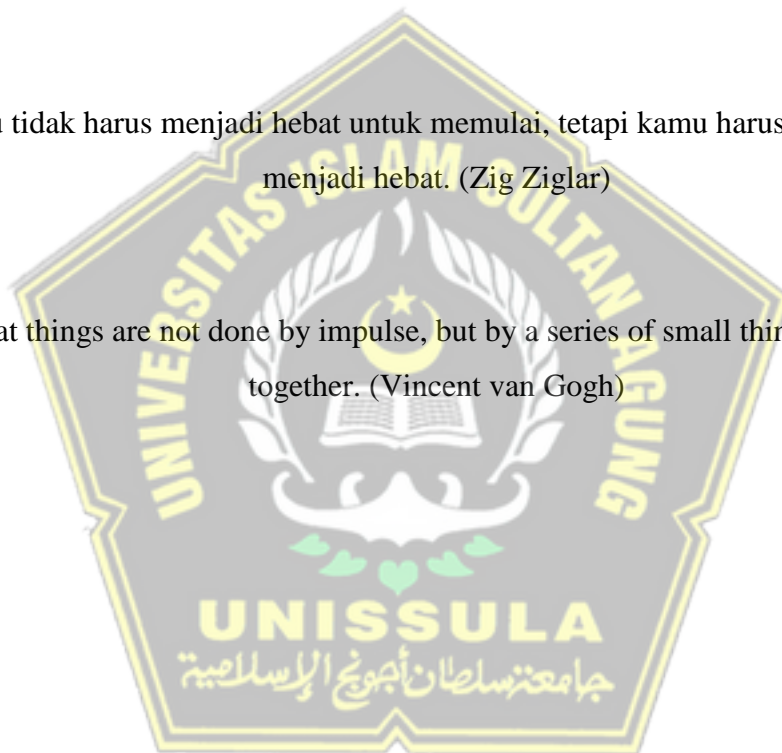 tidak harus menjadi hebat untuk memulai, tetapi kamu harus
menjadi hebat. (Zig Ziglar)
UNIVERSITAS ISLAM SULTAN AGUNG
things are not done by impulse, but by a series of small
together. (Vincent van Gogh)
UNISSULA
جامعة سلطان أجونج الإسلامية